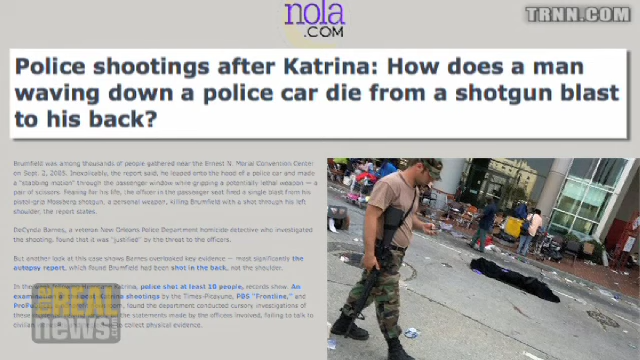 nola
.COM
TRNN.COM
Police shootings after Katrina: How does a man
waving down a police car die from a shotgun blast
to his back?
Brumfield was among thousands of people gathered near the Ernest N. Morial Convention Center
on Sept. 2, 2005. Inexplicably, the report said, he leaped onto the hood of a police car and made
a "stabbing motion" through the passenger window while gripping a potentially lethal weapon — a
pair of scissors. Fearing for his life, the officer in the passenger seat fired a single blast from his
pistol-grip Mossberg shotgun, a personal weapon, killing Brumfield with a shot through his left
shoulder, the report states.
DeCynda Barnes, a veteran New Orleans Police Department homicide detective who investigated
the shooting, found that it was "justified" by the threat to the officers.
But another look at this case shows Barnes overlooked key evidence — most significantly the
autopsy report, which found Brumfield had been shot in the back, not the shoulder.
In the Katrina, police shot at least 10 people, records show. An
examination Katrina shootings by the Times-Picayune, PBS "Frontline," and
found the department conducted cursory investigations of
these the statements made by the officers involved, failing to talk to
civilian collect physical evidence.
THE REAL
news.com